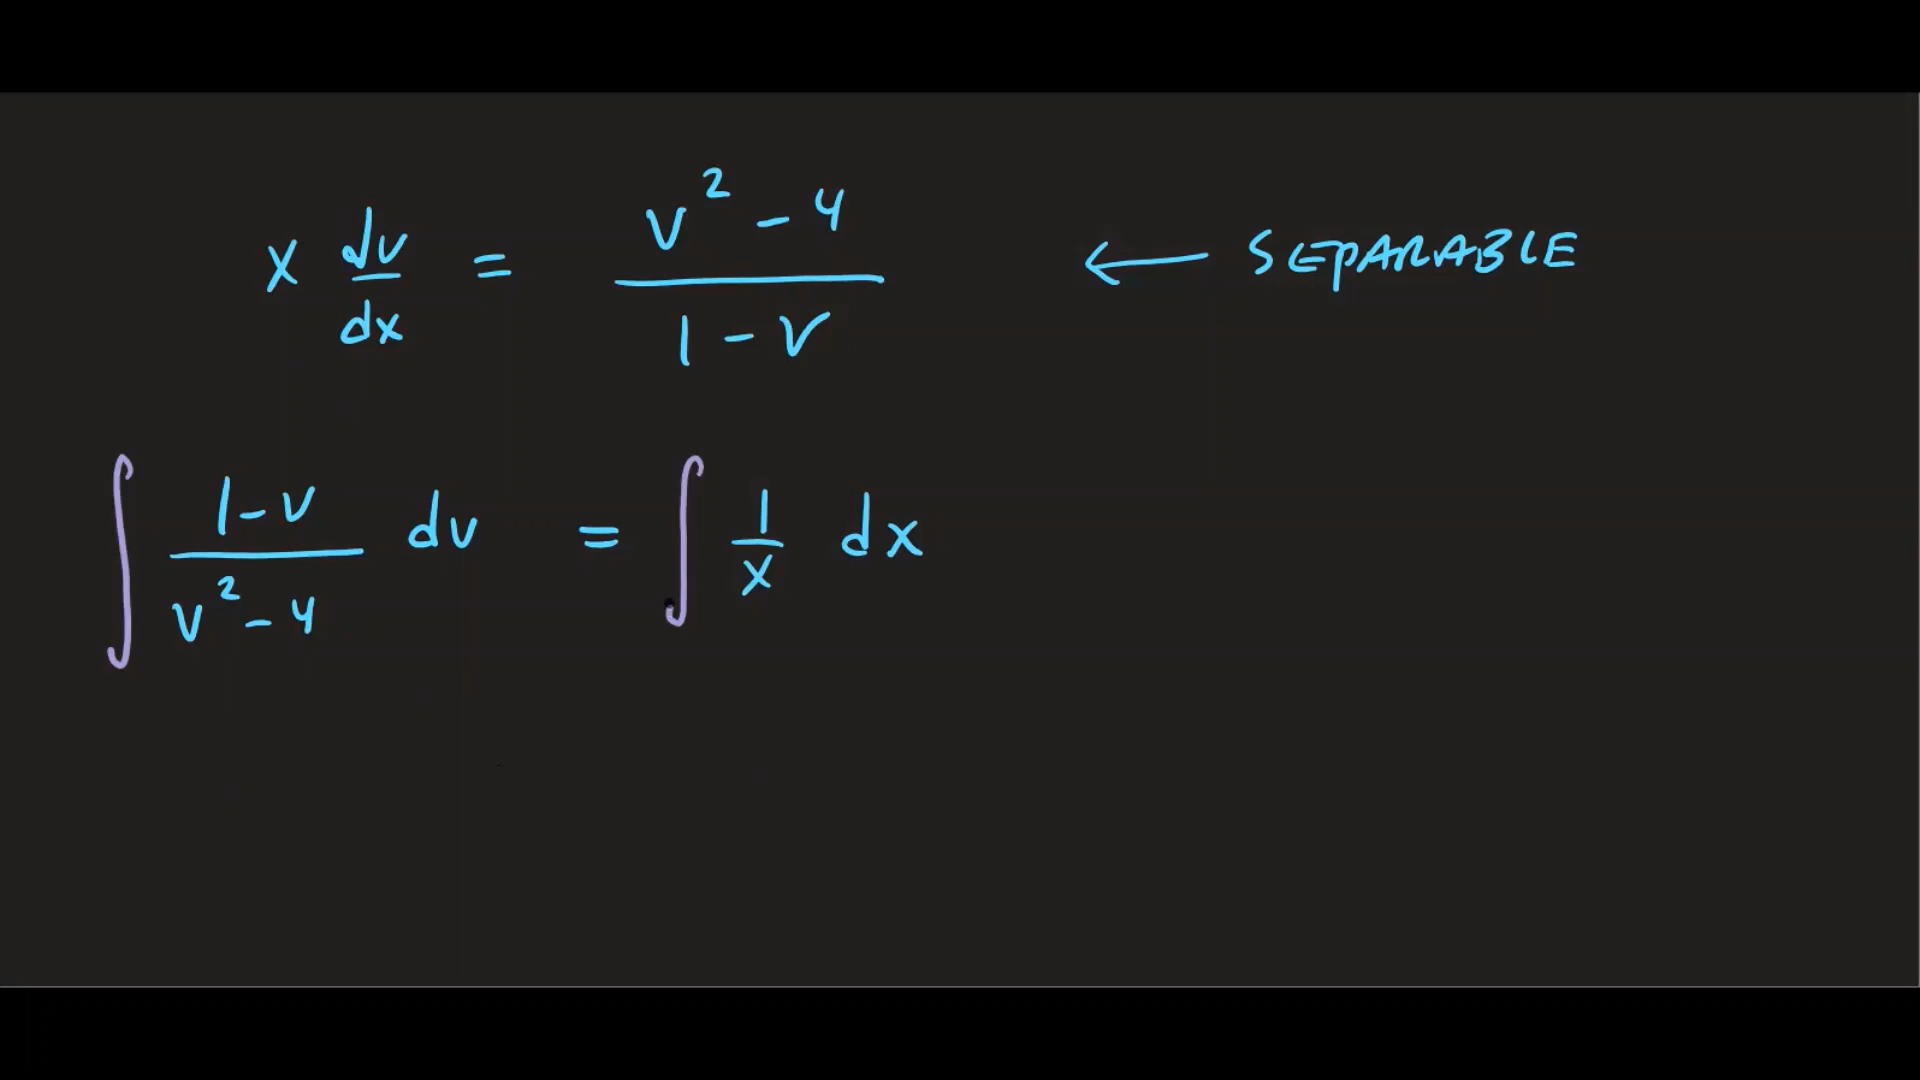 x dv/dx = (v² - 4)/(1 - v) ← SEPARABLE
∫ (1 - v)/(v² - 4) dv = ∫ 1/x dx